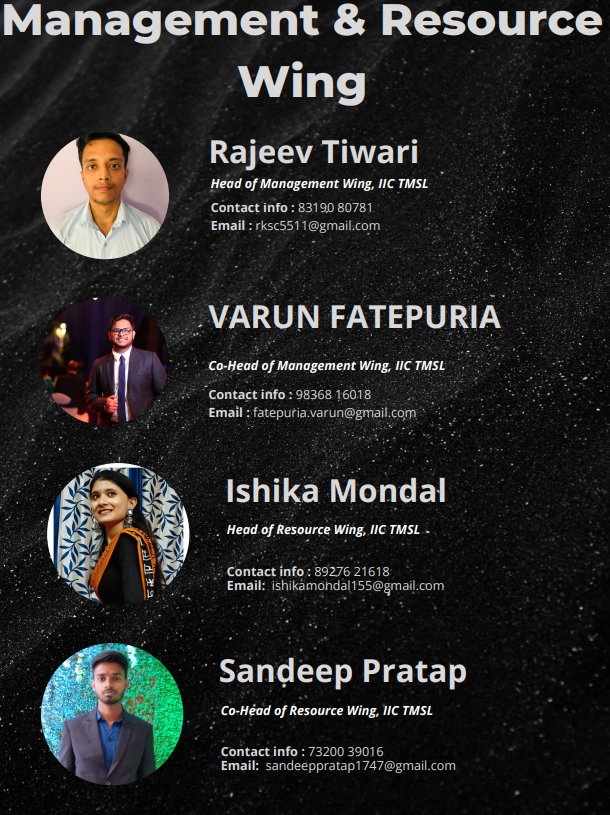 Management & Resource
Wing
Rajeev Tiwari
Head of Management Wing, IIC TMSL
Contact info : 83190 80781
Email : rksc5511@gmail.com
VARUN FATEPURIA
Co-Head of Management Wing, IIC TMSL
Contact info : 98368 16018
Email : fatepuria.varun@gmail.com
Ishika Mondal
Head of Resource Wing, IIC TMSL
Contact info : 89276 21618
Email: ishikamondal155@gmail.com
Sandeep Pratap
Co-Head of Resource Wing, IIC TMSL
Contact info : 73200 39016
Email: sandeeppratap1747@gmail.com